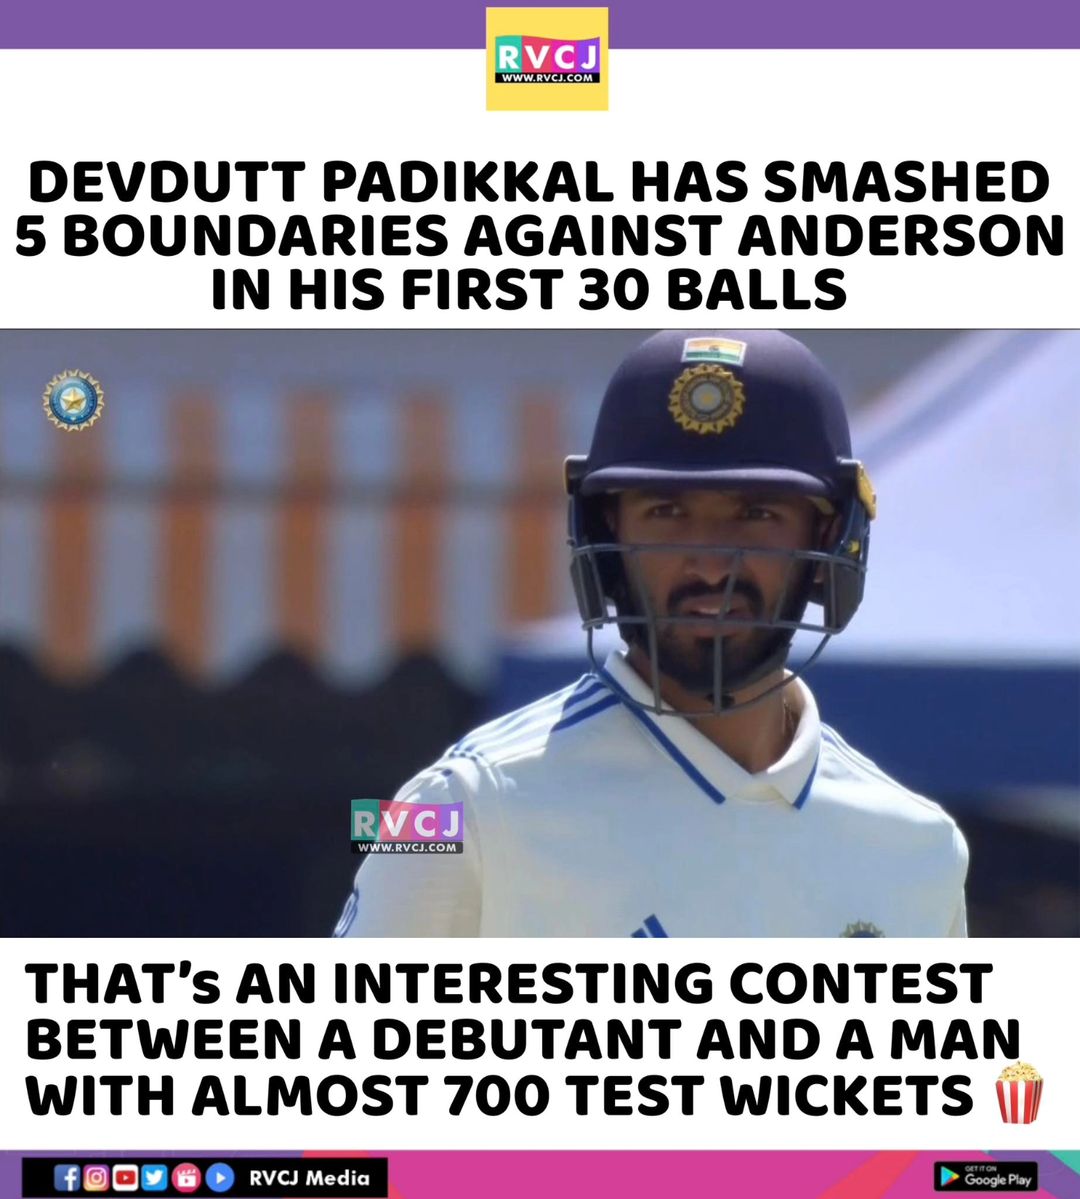 RVCJ
WWW.RVCJ.COM
DEVDUTT PADIKKAL HAS SMASHED
5 BOUNDARIES AGAINST ANDERSON
IN HIS FIRST 30 BALLS
RVCJ
WWW.RVCJ.COM
THAT's AN INTERESTING CONTEST
BETWEEN A DEBUTANT AND A MAN
WITH ALMOST 700 TEST WICKETS 🍿
RVCJ Media
GET IT ON
Google Play